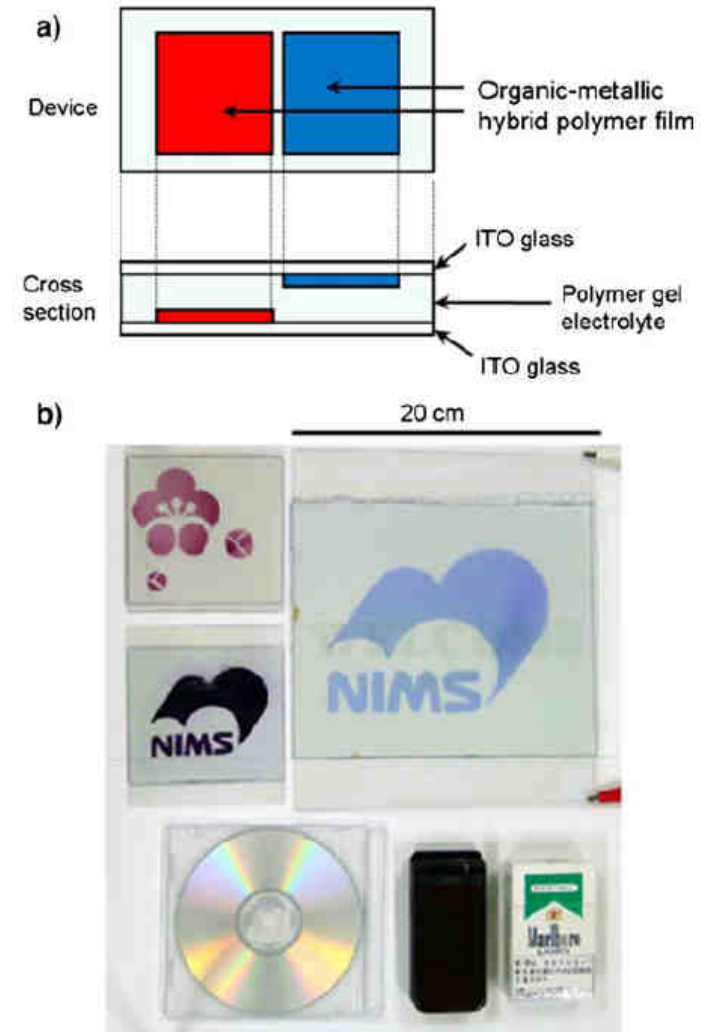 a)
Device
Organic-metallic
hybrid polymer film
ITO glass
Cross
section
Polymer gel
electrolyte
ITO glass
b)
20 cm
NIMS
NIMS
Marlboro